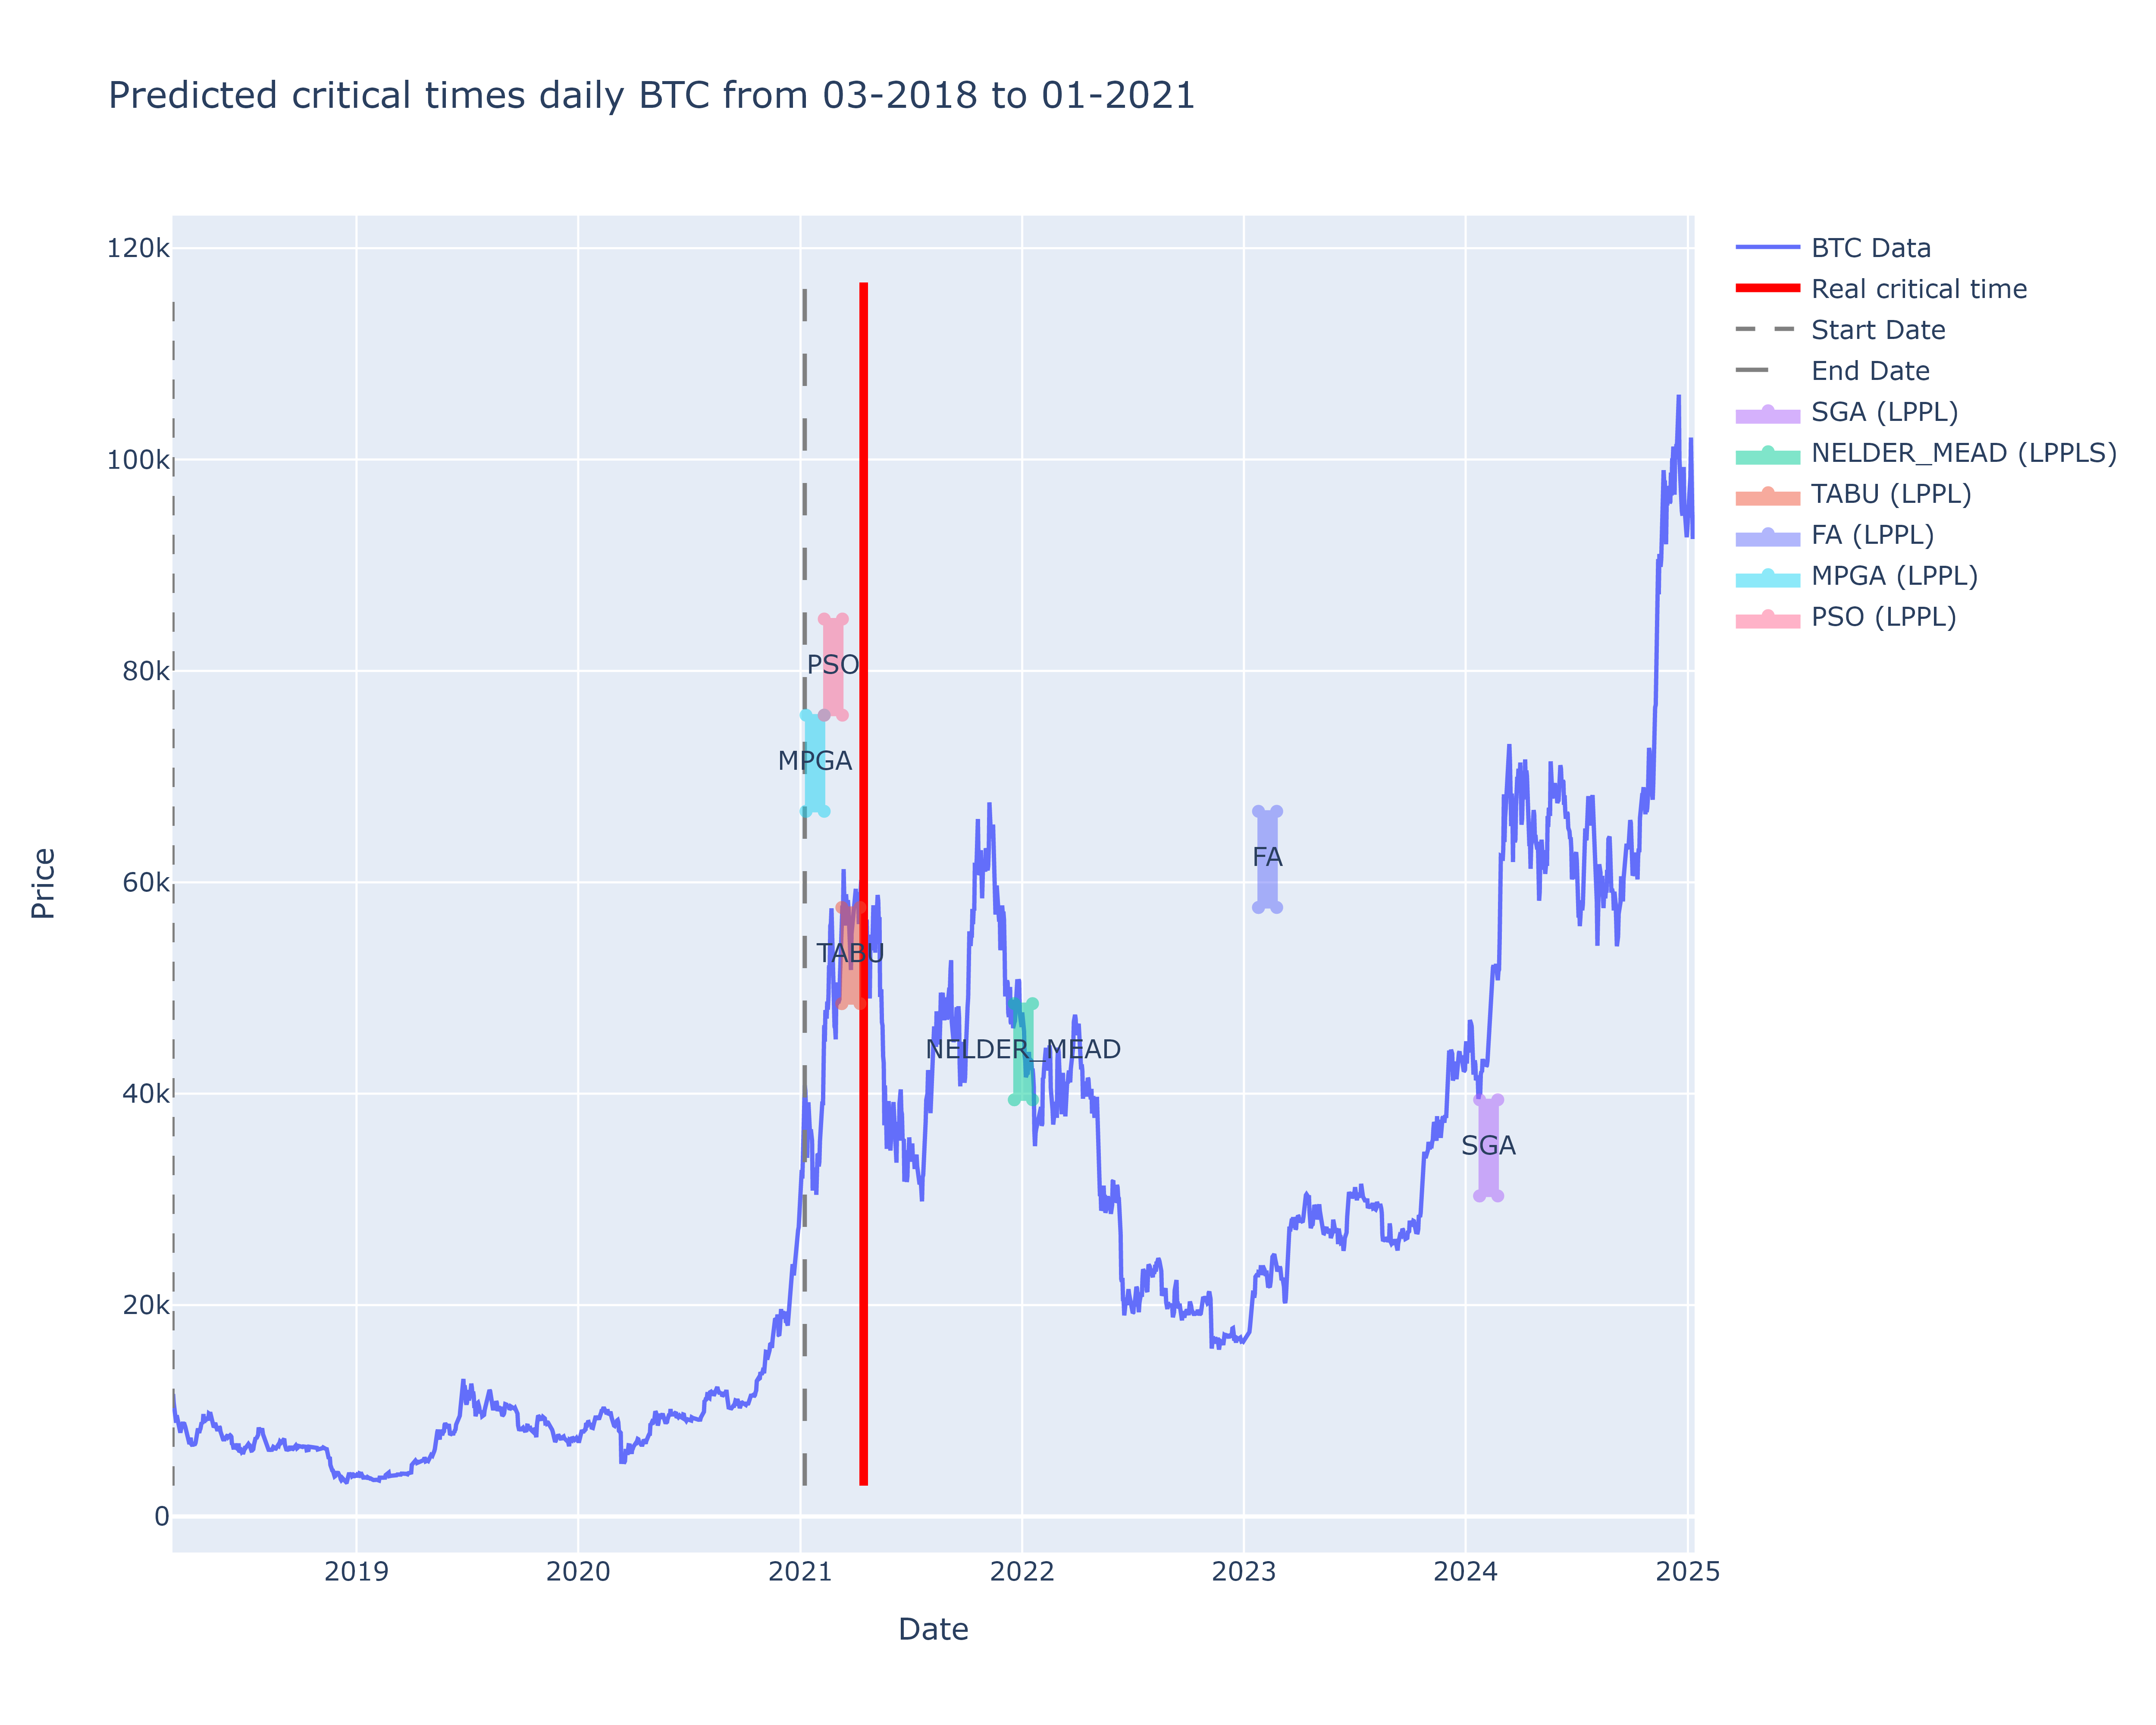 Predicted critical times daily BTC from 03-2018 to 01-2021
120k
100k
80k
60k
40k
20k
0
Price
2019
2020
2021
2022
2023
2024
2025
Date
PSO
MPGA
TABU
NELDER_MEAD
FA
SGA
BTC Data
Real critical time
Start Date
End Date
SGA (LPPL)
NELDER_MEAD (LPPLS)
TABU (LPPL)
FA (LPPL)
MPGA (LPPL)
PSO (LPPL)